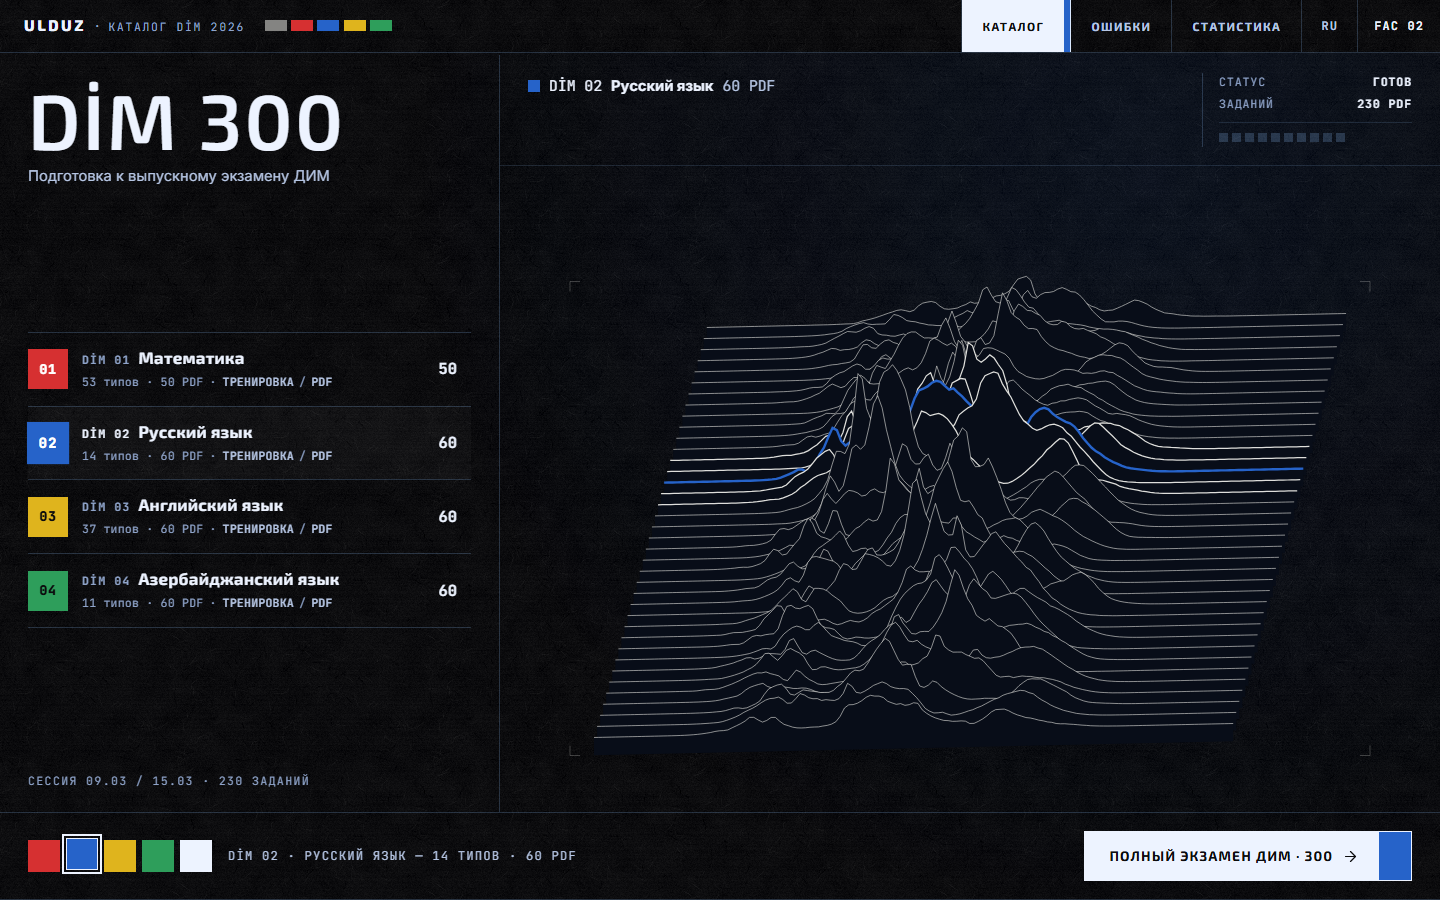 ULDUZ · КАТАЛОГ DİM 2026
КАТАЛОГ
ОШИБКИ
СТАТИСТИКА
RU
FAC 02
DİM 300
Подготовка к выпускному экзамену ДИМ
DİM 02 Русский язык 60 PDF
СТАТУС ГОТОВ
ЗАДАНИЙ 230 PDF
01 DİM 01 Математика 50
53 типов · 50 PDF · ТРЕНИРОВКА / PDF
02 DİM 02 Русский язык 60
14 типов · 60 PDF · ТРЕНИРОВКА / PDF
03 DİM 03 Английский язык 60
37 типов · 60 PDF · ТРЕНИРОВКА / PDF
04 DİM 04 Азербайджанский язык 60
11 типов · 60 PDF · ТРЕНИРОВКА / PDF
СЕССИЯ 09.03 / 15.03 · 230 ЗАДАНИЙ
DİM 02 · РУССКИЙ ЯЗЫК — 14 ТИПОВ · 60 PDF
ПОЛНЫЙ ЭКЗАМЕН ДИМ · 300 →